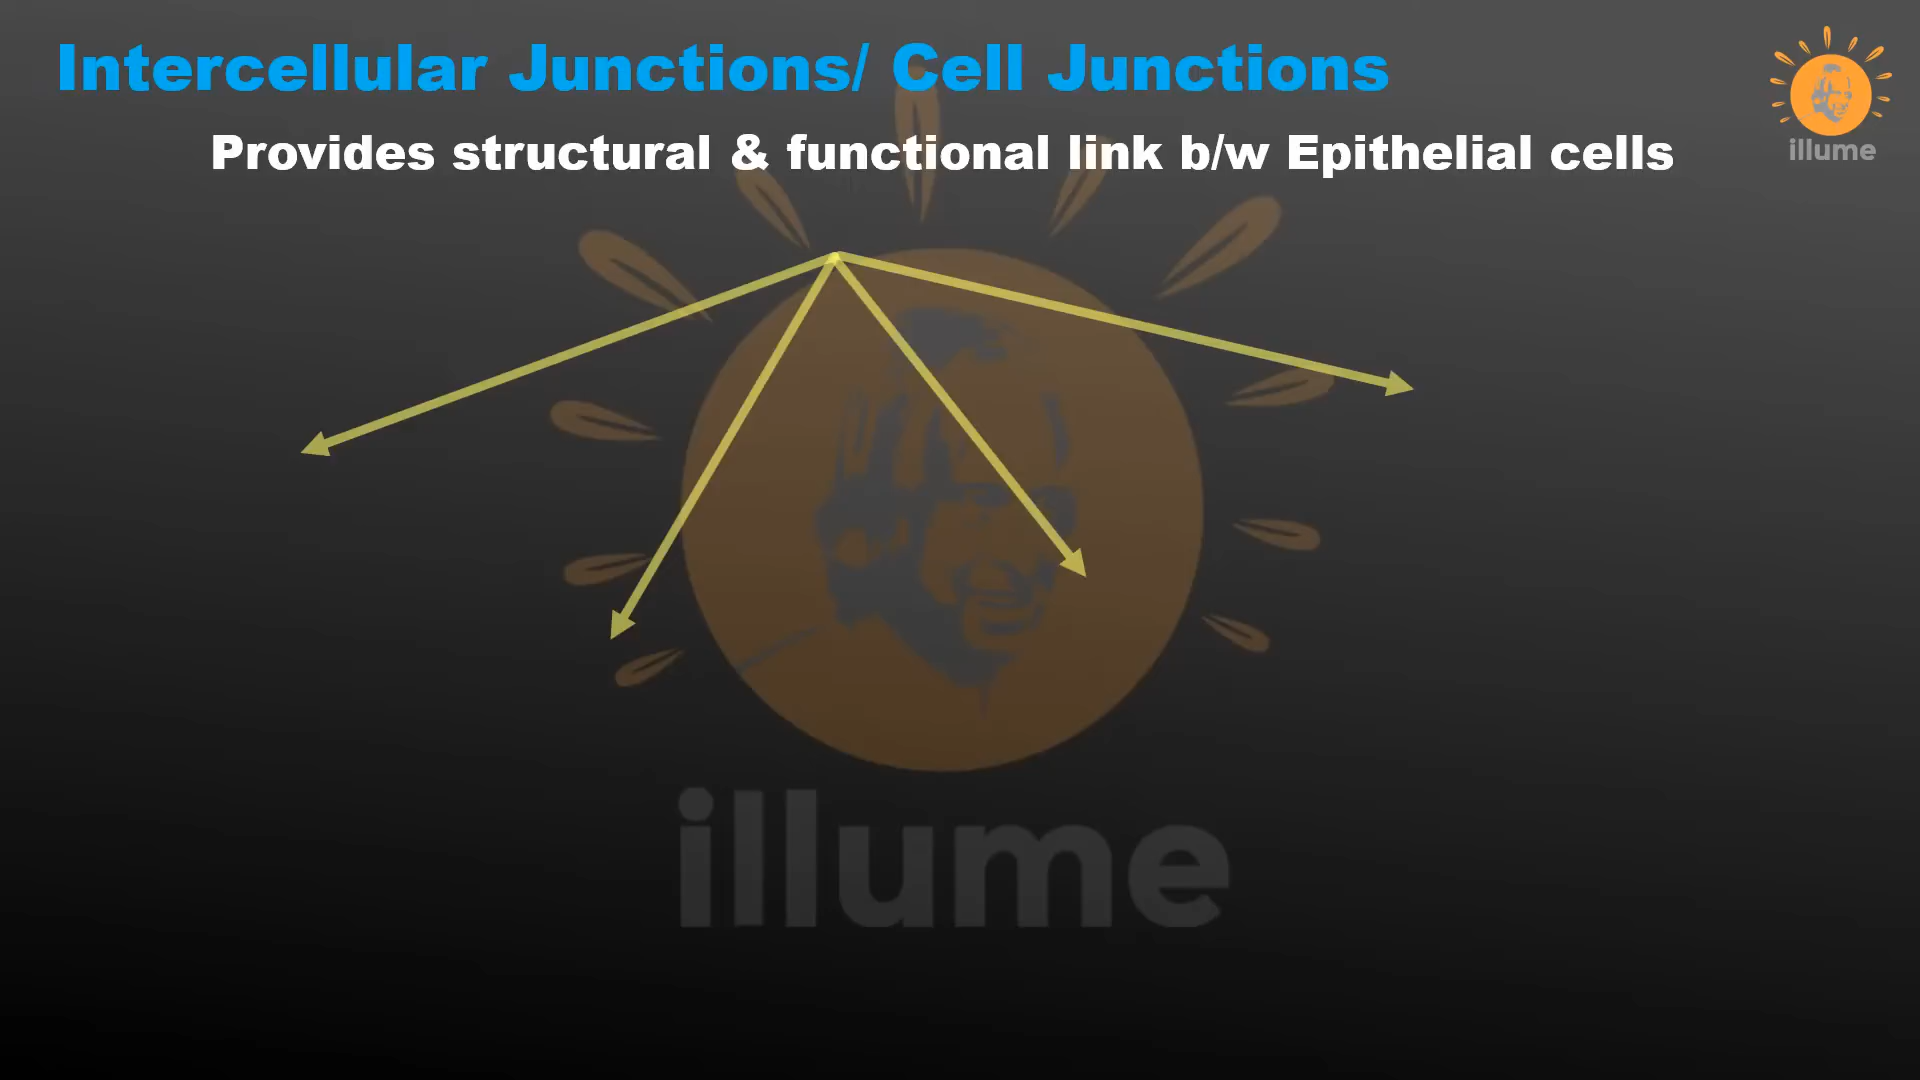 Intercellular Junctions/ Cell Junctions
Provides structural & functional link b/w Epithelial cells
illume
illume